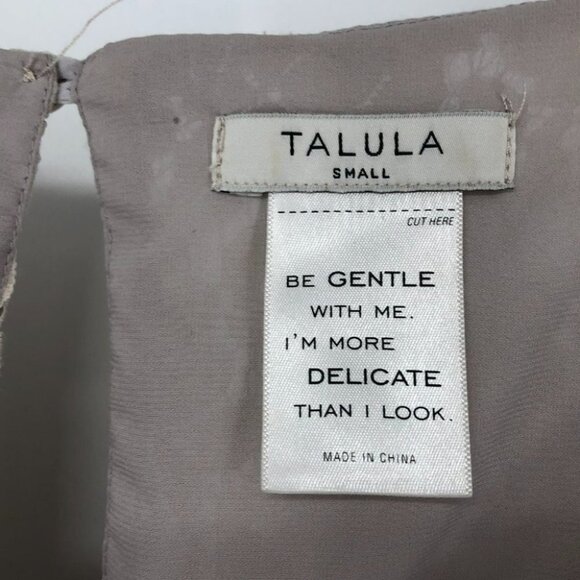 TALULA
SMALL
CUT HERE
BE GENTLE
WITH ME.
I'M MORE
DELICATE
THAN I LOOK.
MADE IN CHINA